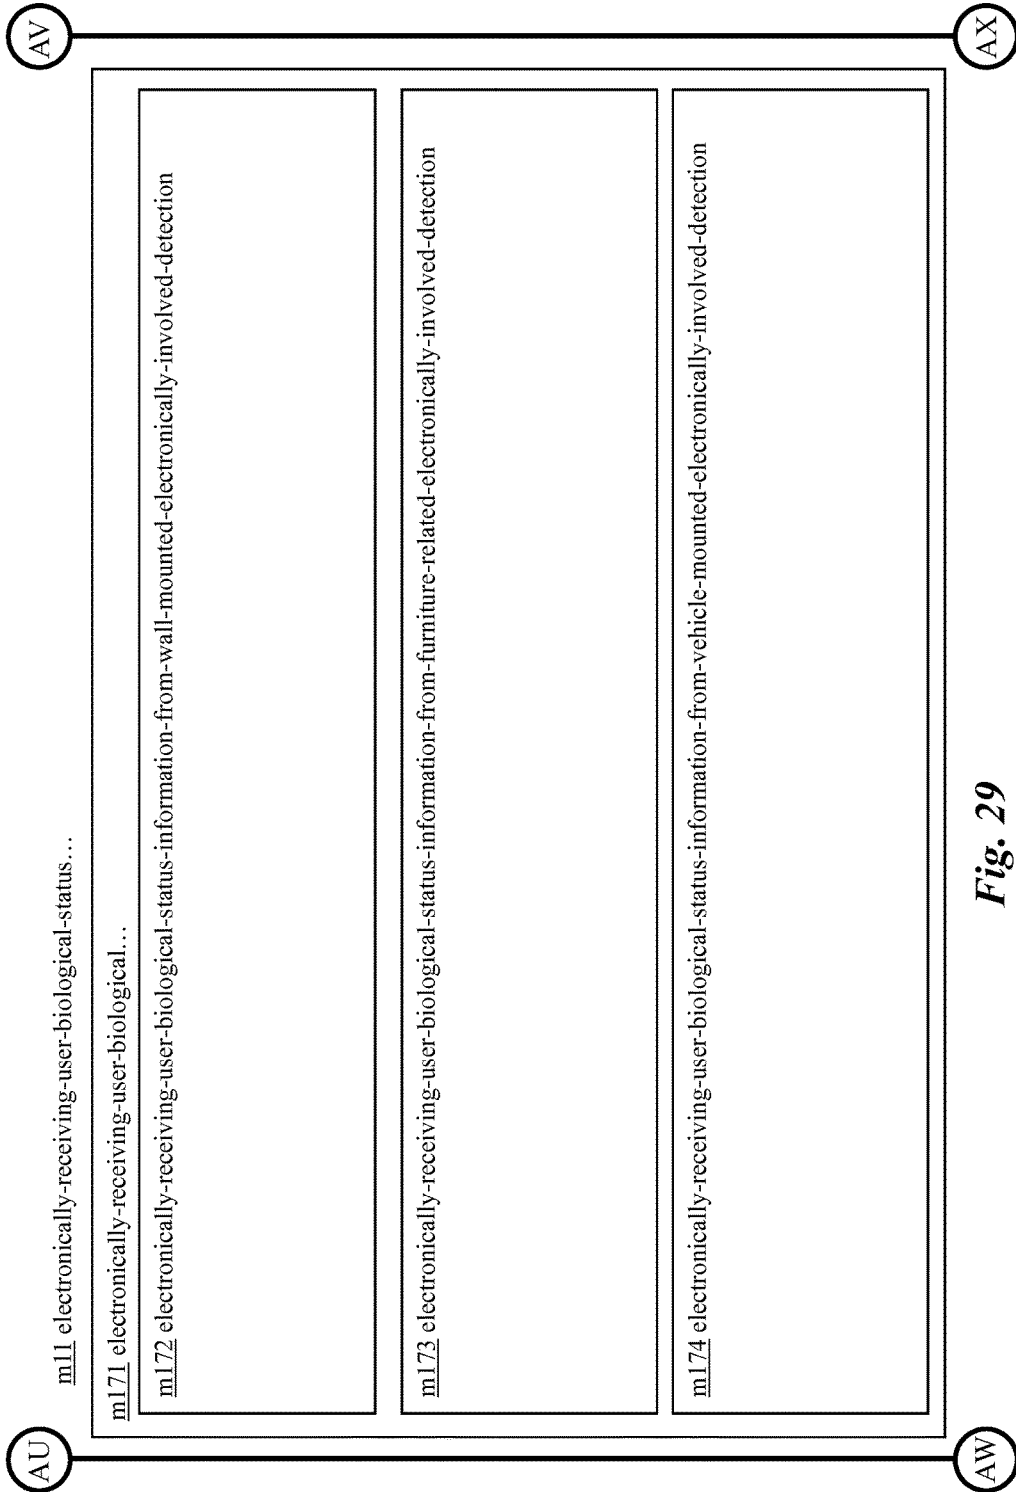 AU
AV
m11 electronically-receiving-user-biological-status…
m171 electronically-receiving-user-biological…
m172 electronically-receiving-user-biological-status-information-from-wall-mounted-electronically-involved-detection
m173 electronically-receiving-user-biological-status-information-from-furniture-related-electronically-involved-detection
m174 electronically-receiving-user-biological-status-information-from-vehicle-mounted-electronically-involved-detection
AW
AX
Fig. 29